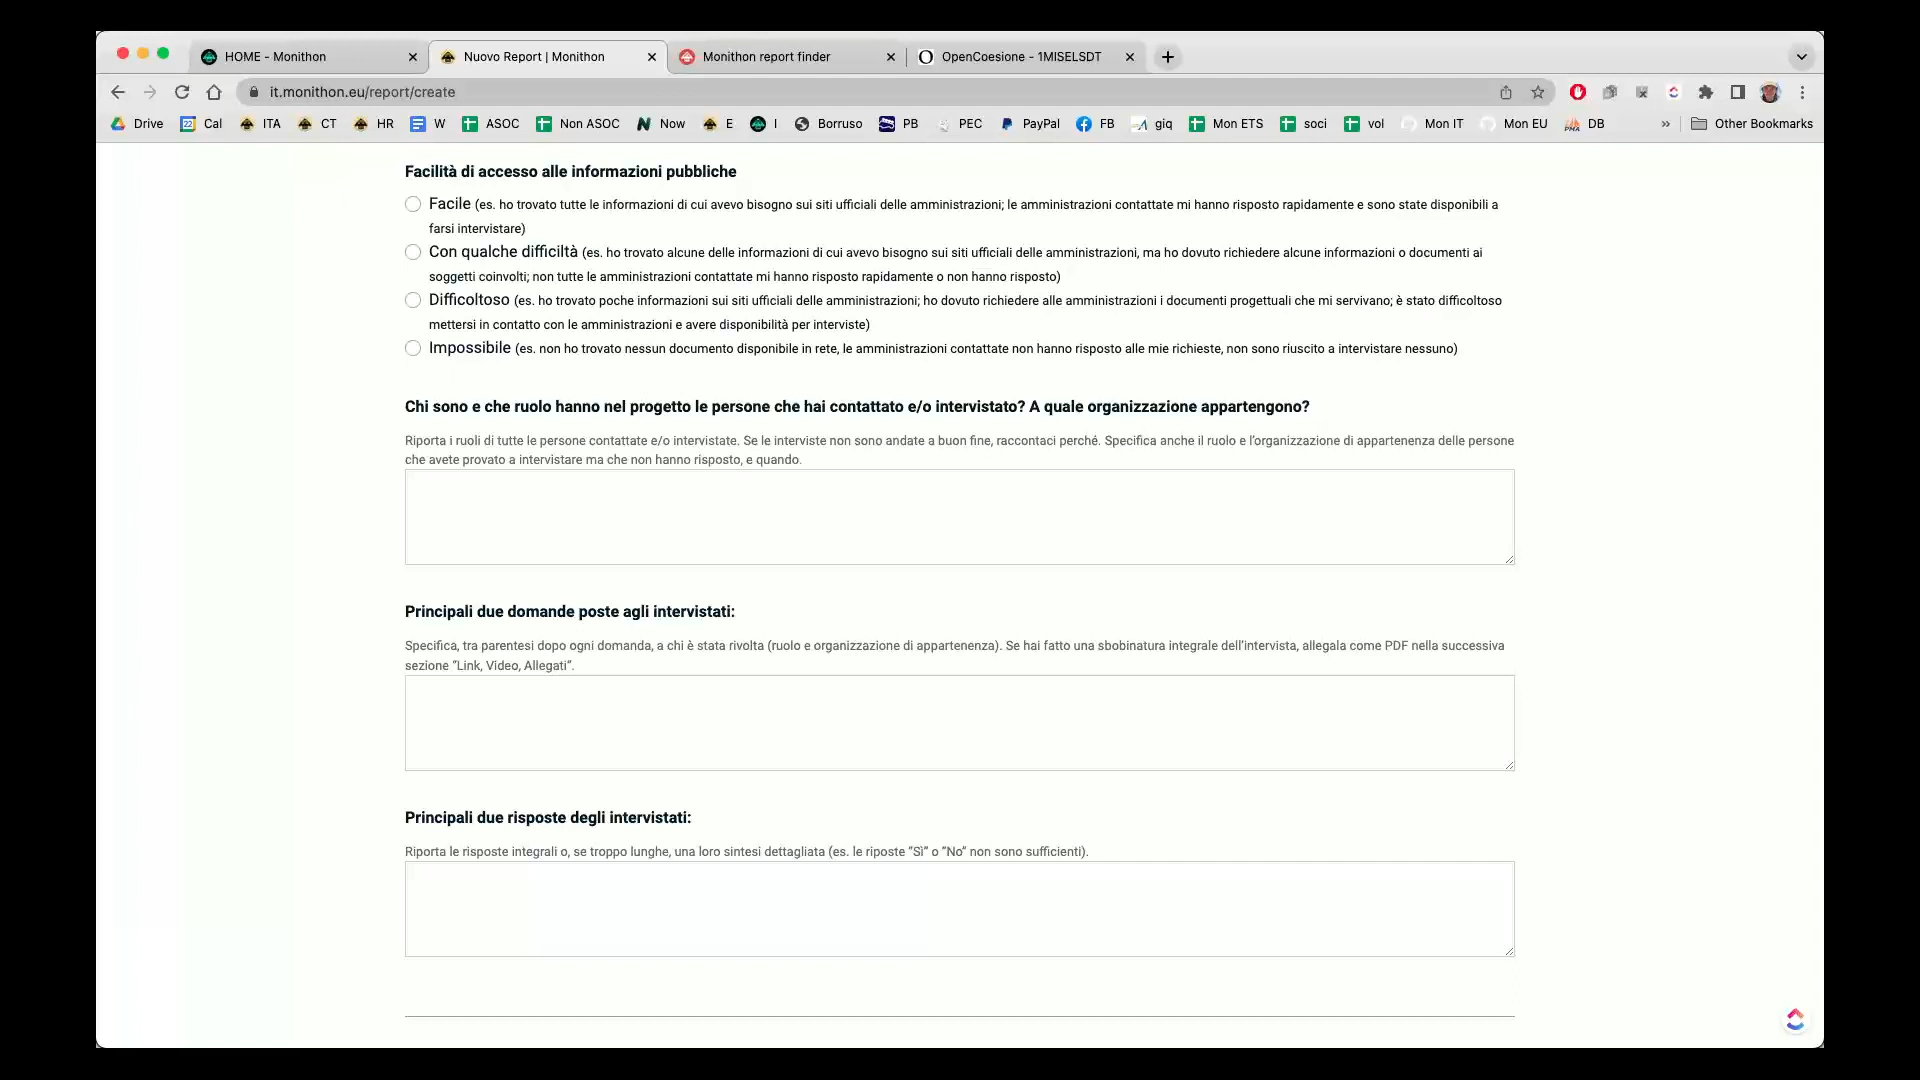 HOME - Monithon
Nuovo Report | Monithon
Monithon report finder
OpenCoesione - 1MISELSDT
it.monithon.eu/report/create
Drive 22 Cal ITA CT HR W ASOC Non ASOC Now E I Borruso PB PEC PayPal FB giq Mon ETS soci vol Mon IT Mon EU PMA DB » Other Bookmarks
Facilità di accesso alle informazioni pubbliche
Facile (es. ho trovato tutte le informazioni di cui avevo bisogno sui siti ufficiali delle amministrazioni; le amministrazioni contattate mi hanno risposto rapidamente e sono state disponibili a
farsi intervistare)
Con qualche difficiltà (es. ho trovato alcune delle informazioni di cui avevo bisogno sui siti ufficiali delle amministrazioni, ma ho dovuto richiedere alcune informazioni o documenti ai
soggetti coinvolti; non tutte le amministrazioni contattate mi hanno risposto rapidamente o non hanno risposto)
Difficoltoso (es. ho trovato poche informazioni sui siti ufficiali delle amministrazioni; ho dovuto richiedere alle amministrazioni i documenti progettuali che mi servivano; è stato difficoltoso
mettersi in contatto con le amministrazioni e avere disponibilità per interviste)
Impossibile (es. non ho trovato nessun documento disponibile in rete, le amministrazioni contattate non hanno risposto alle mie richieste, non sono riuscito a intervistare nessuno)
Chi sono e che ruolo hanno nel progetto le persone che hai contattato e/o intervistato? A quale organizzazione appartengono?
Riporta i ruoli di tutte le persone contattate e/o intervistate. Se le interviste non sono andate a buon fine, raccontaci perché. Specifica anche il ruolo e l’organizzazione di appartenenza delle persone
che avete provato a intervistare ma che non hanno risposto, e quando.
Principali due domande poste agli intervistati:
Specifica, tra parentesi dopo ogni domanda, a chi è stata rivolta (ruolo e organizzazione di appartenenza). Se hai fatto una sbobinatura integrale dell’intervista, allegala come PDF nella successiva
sezione “Link, Video, Allegati”.
Principali due risposte degli intervistati:
Riporta le risposte integrali o, se troppo lunghe, una loro sintesi dettagliata (es. le riposte “Sì” o “No” non sono sufficienti).